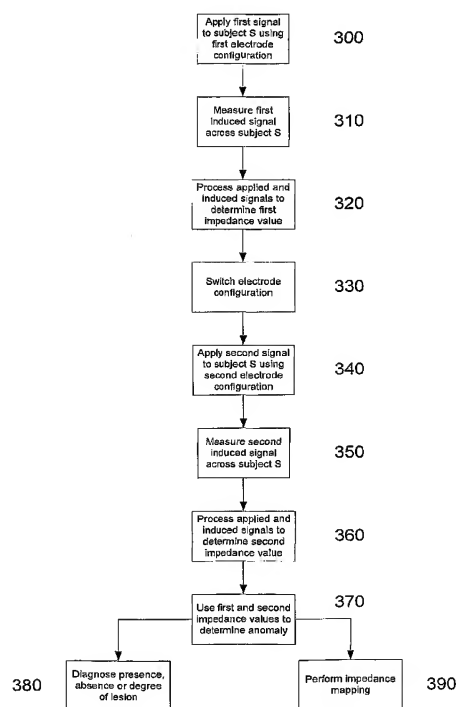 Apply first signal
to subject S using
first electrode
configuration
300
Measure first
induced signal
across subject S
310
Process applied and
induced signals to
determine first
impedance value
320
Switch electrode
configuration
330
Apply second signal
to subject S using
second electrode
configuration
340
Measure second
induced signal
across subject S
350
Process applied and
induced signals to
determine second
impedance value
360
Use first and second
impedance values to
determine anomaly
370
380
Diagnose presence,
absence or degree
of lesion
Perform impedance
mapping
390